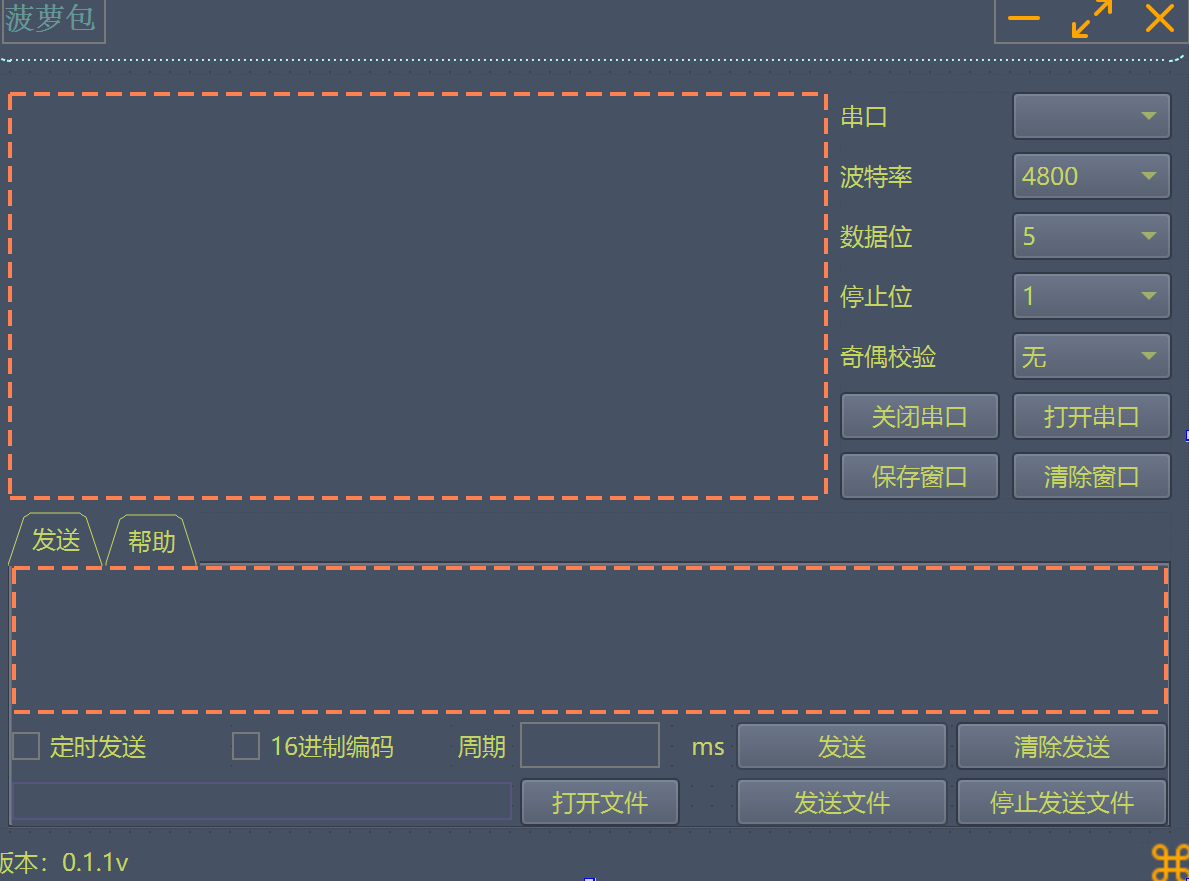 菠萝包
串口
波特率 4800
数据位 5
停止位 1
奇偶校验 无
关闭串口 打开串口
保存窗口 清除窗口
发送 帮助
定时发送 16进制编码 周期 ms 发送 清除发送
打开文件 发送文件 停止发送文件
版本：0.1.1v